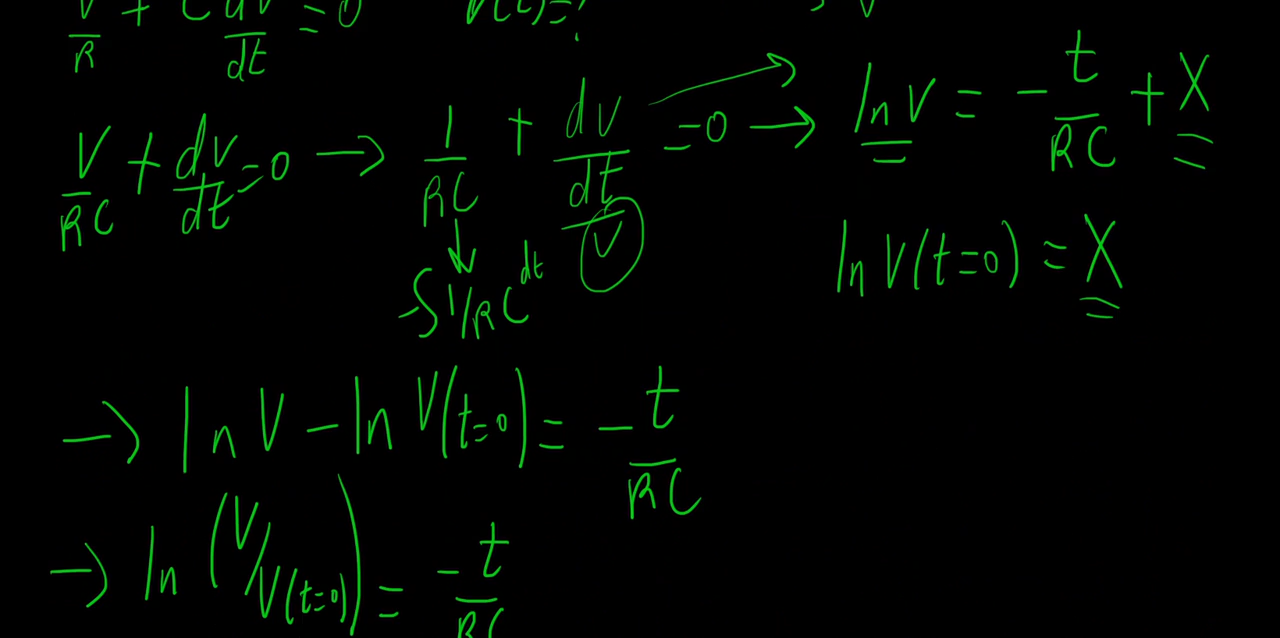 V/R + C dv/dt = 0 V(t)=?
V/RC + dv/dt = 0 → 1/RC + (dv/dt)/V = 0 → ln V = - t/RC + X
-∫ 1/RC dt
ln V(t=0) = X
→ ln V - ln V(t=0) = - t/RC
→ ln (V/V(t=0)) = - t/RC